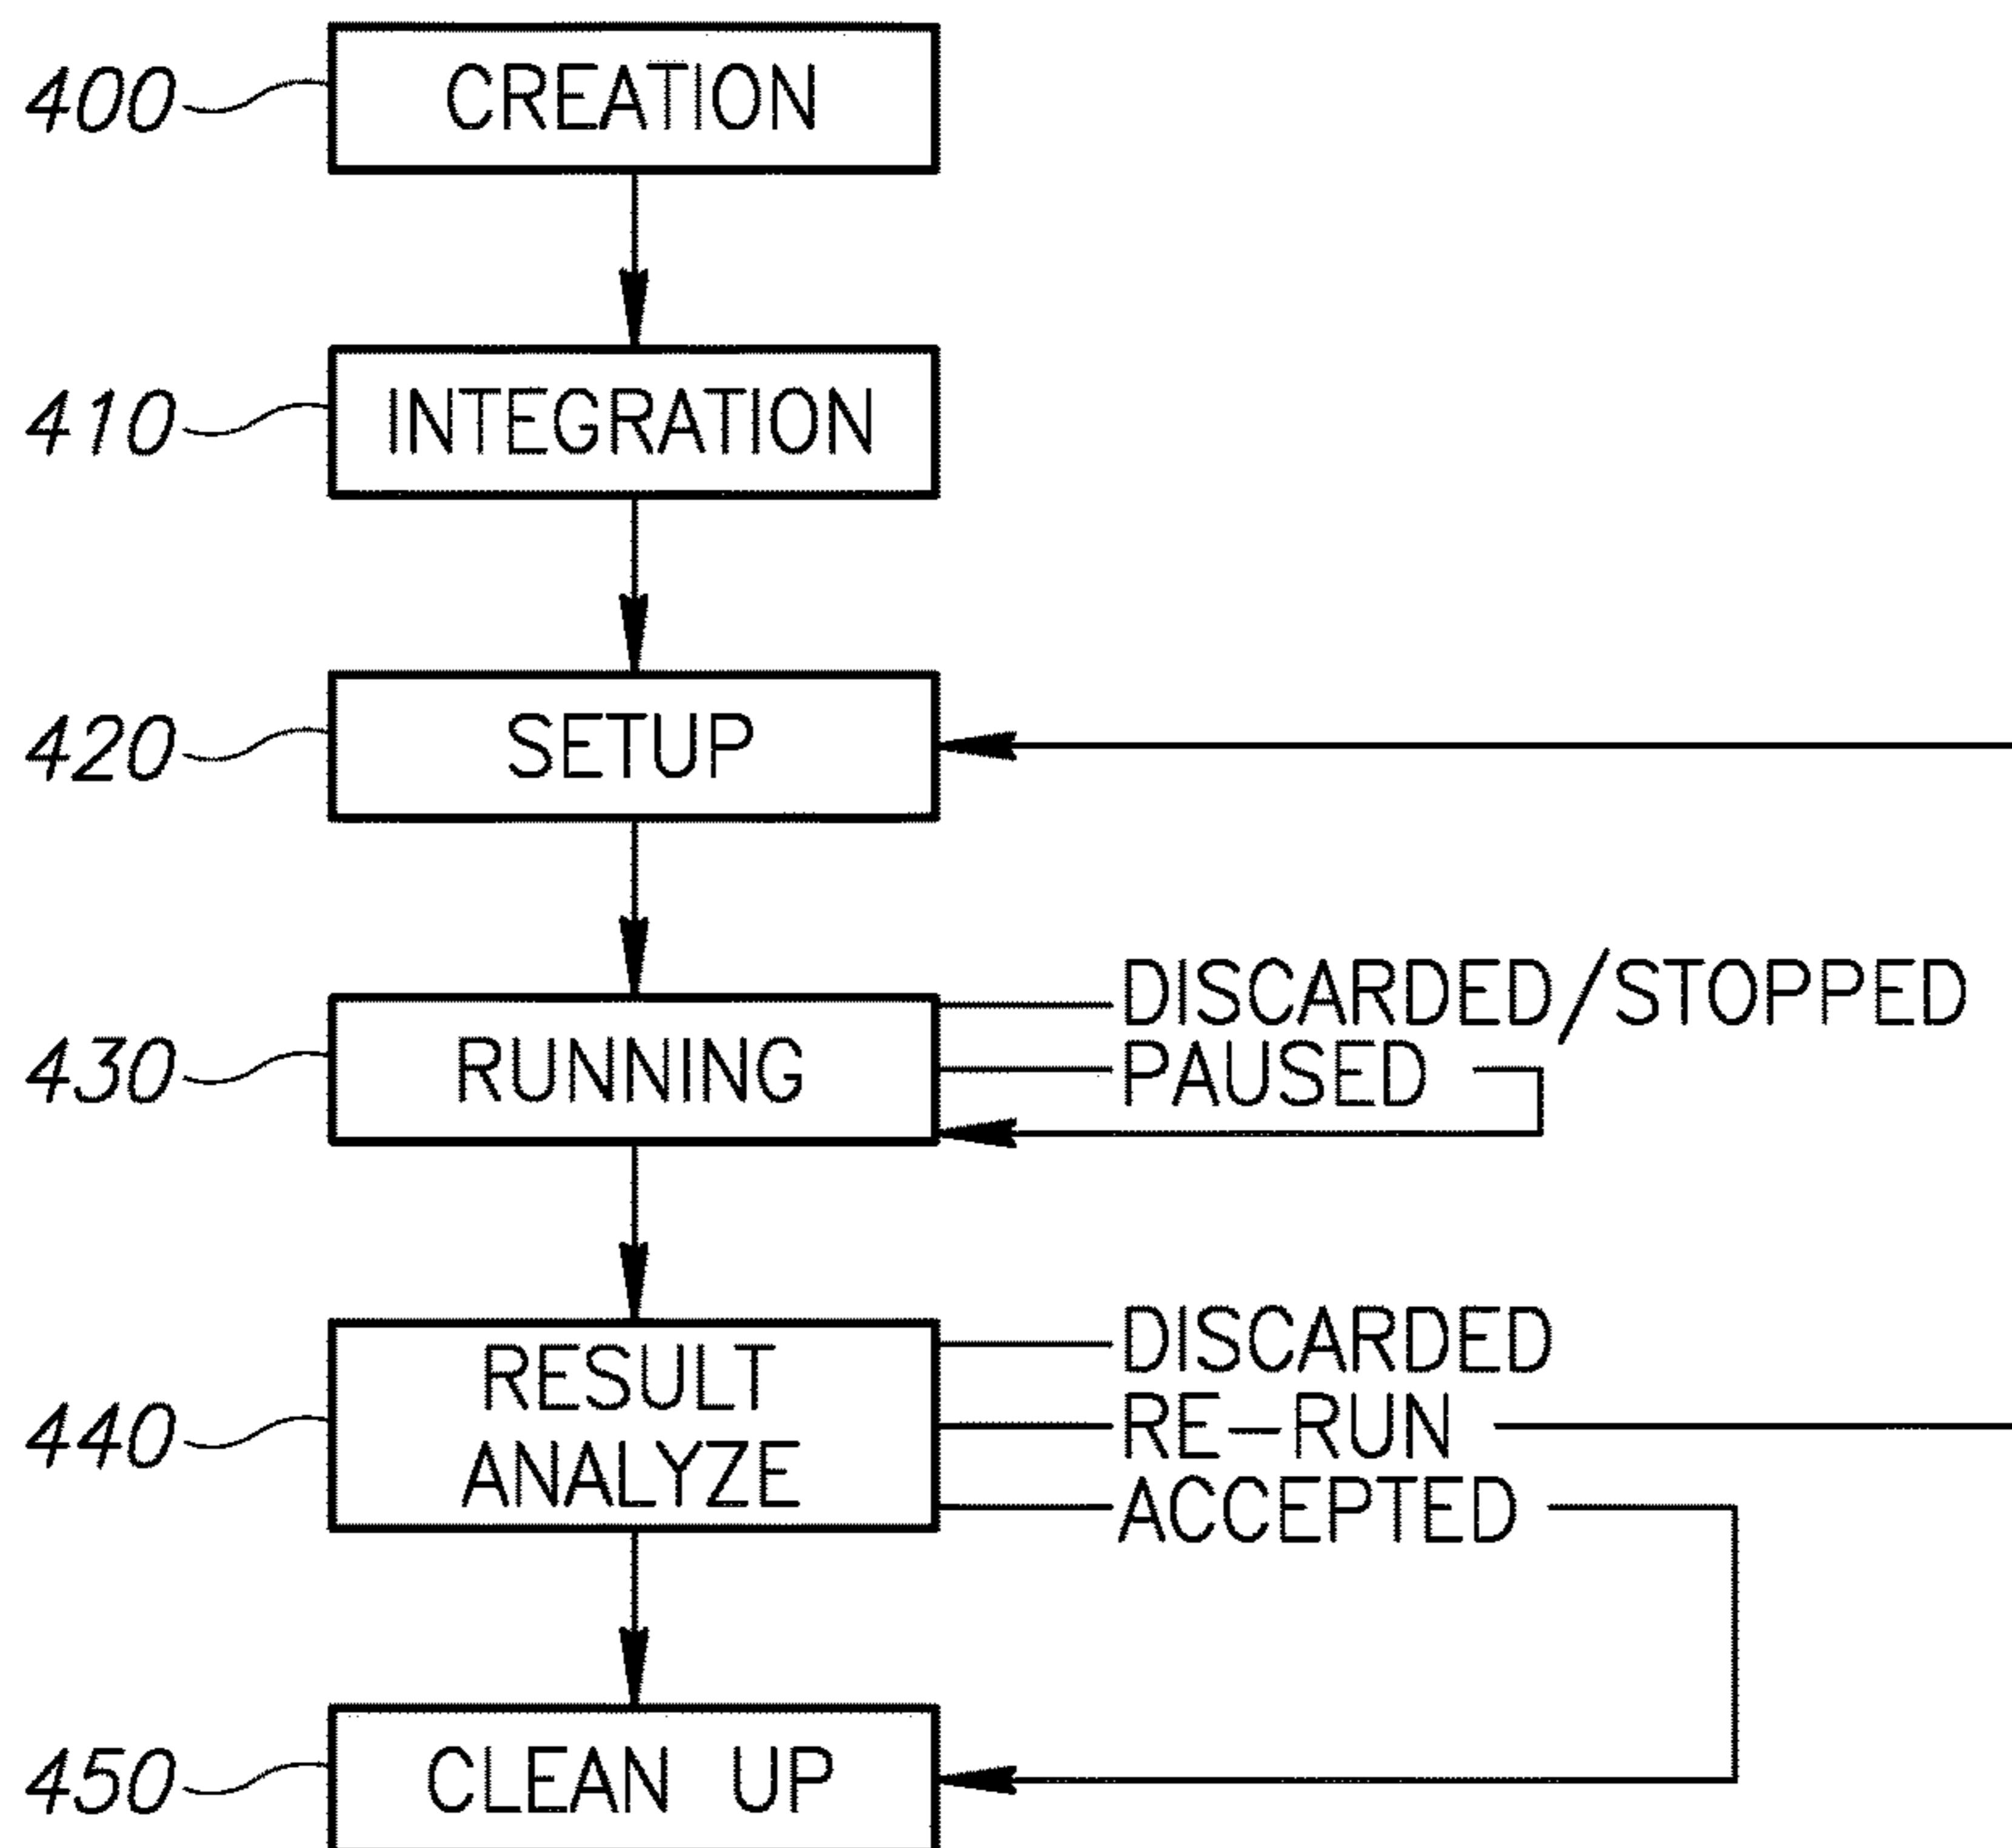 400 CREATION
410 INTEGRATION
420 SETUP
430 RUNNING
DISCARDED/STOPPED
PAUSED
440 RESULT
ANALYZE
DISCARDED
RE-RUN
ACCEPTED
450 CLEAN UP